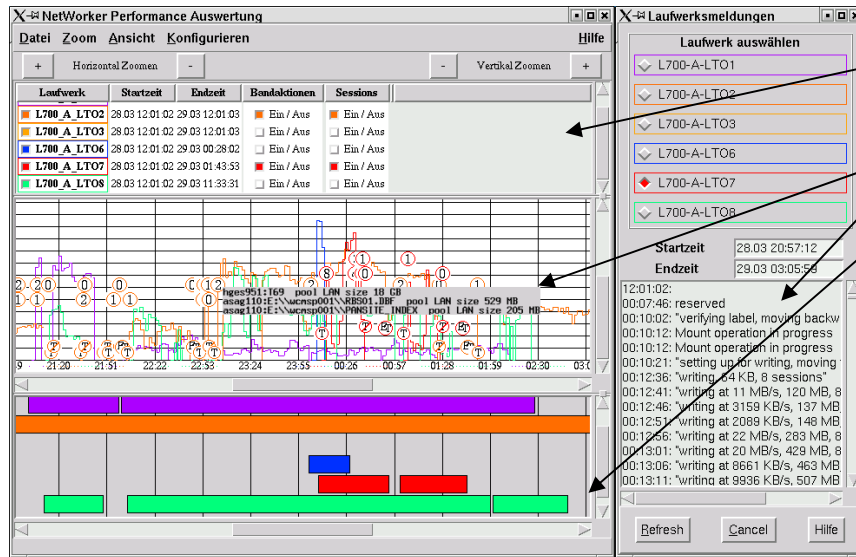 NetWorker Performance Auswertung
Datei Zoom Ansicht Konfigurieren Hilfe
+ Horizontal Zoomen - - Vertikal Zoomen +
Laufwerk Startzeit Endzeit Bandaktionen Sessions
L700_A_LTO2 28.03 12:01:02 29.03 12:01:03 Ein / Aus Ein / Aus
L700_A_LTO3 28.03 12:01:02 29.03 12:01:03 Ein / Aus Ein / Aus
L700_A_LTO6 28.03 12:01:02 29.03 00:28:02 Ein / Aus Ein / Aus
L700_A_LTO7 28.03 12:01:02 29.03 01:43:53 Ein / Aus Ein / Aus
L700_A_LTO8 28.03 12:01:02 29.03 11:33:31 Ein / Aus Ein / Aus
hges951:T69 pool LAN size 18 GB
asag110:E:\\wcmsp001\\RBS01.DBF pool LAN size 529 MB
asag110:E:\\wcmsp001\\PANSITE_INDEX pool LAN size 205 MB
21:20 21:51 22:22 22:53 23:24 23:55 00:26 00:57 01:28 01:59 02:30 03:0
Laufwerksmeldungen
Laufwerk auswählen
L700-A-LTO1
L700-A-LTO2
L700-A-LTO3
L700-A-LTO6
L700-A-LTO7
L700-A-LTO8
Startzeit 28.03 20:57:12
Endzeit 29.03 03:05:59
12:01:02:
00:07:46: reserved
00:10:02: "verifying label, moving backw
00:10:12: Mount operation in progress
00:10:12: Mount operation in progress
00:10:21: "setting up for writing, moving
00:12:36: "writing, 64 KB, 8 sessions"
00:12:41: "writing at 11 MB/s, 120 MB, 8
00:12:46: "writing at 3159 KB/s, 137 MB,
00:12:51: "writing at 2089 KB/s, 148 MB,
00:12:56: "writing at 22 MB/s, 283 MB, 8
00:13:01: "writing at 20 MB/s, 429 MB, 8
00:13:06: "writing at 8661 KB/s, 463 MB,
00:13:11: "writing at 9936 KB/s, 507 MB
Refresh Cancel Hilfe